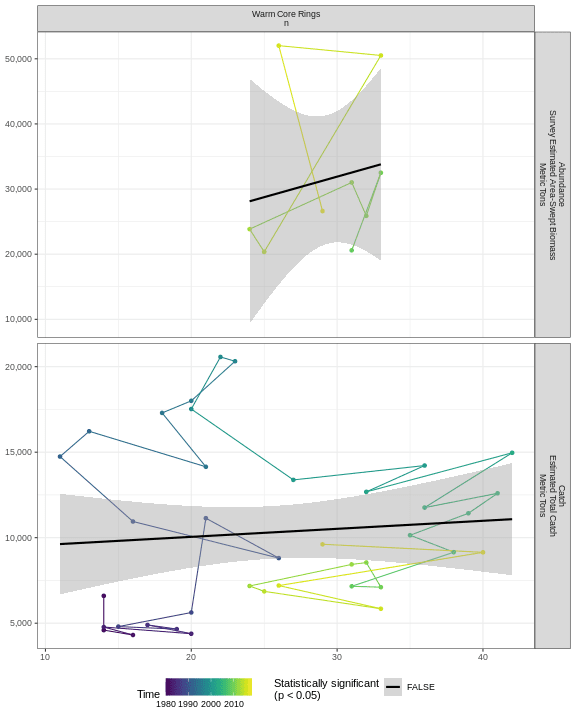 Warm Core Rings
n
50,000
40,000
30,000
20,000
10,000
Abundance
Survey Estimated Area-Swept Biomass
Metric Tons
20,000
15,000
10,000
5,000
Catch
Estimated Total Catch
Metric Tons
10
20
30
40
Time
1980 1990 2000 2010
Statistically significant
(p < 0.05)
FALSE